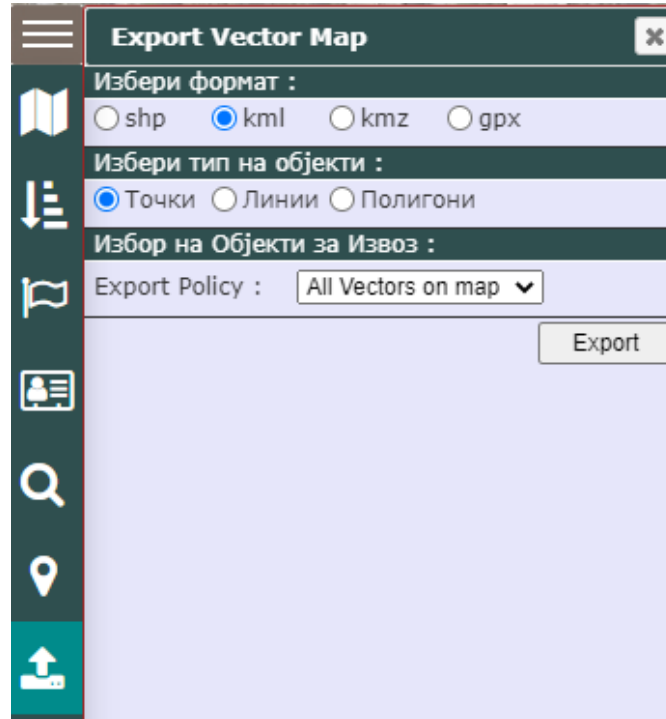 Export Vector Map
Избери формат :
shp kml kmz gpx
Избери тип на објекти :
Точки Линии Полигони
Избор на Објекти за Извоз :
Export Policy : All Vectors on map
Export